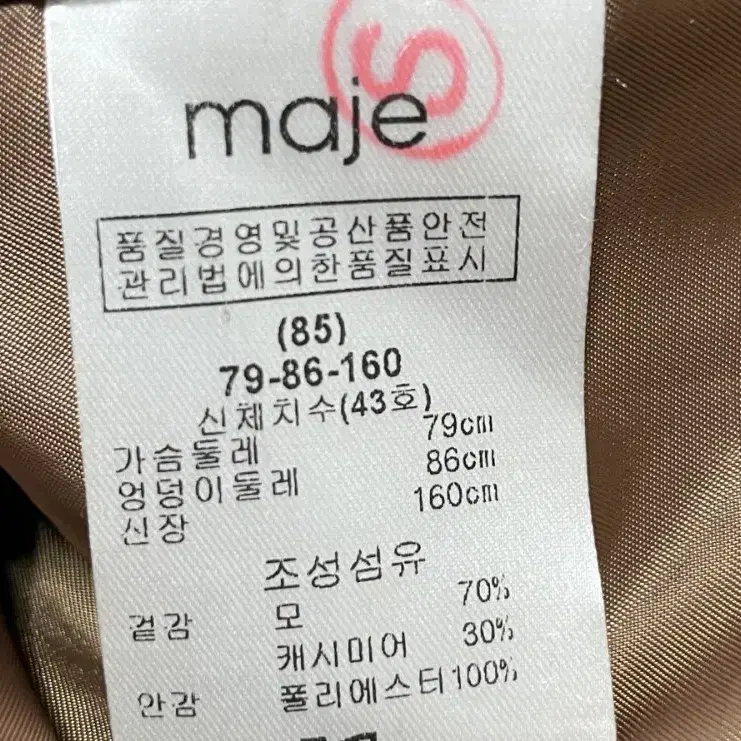 maje
S
품질경영및공산품안전
관리법에의한품질표시
(85)
79-86-160
신체치수(43호)
가슴둘레 79cm
엉덩이둘레 86cm
신장 160cm
조성섬유
겉감 모 70%
캐시미어 30%
안감 폴리에스터 100%